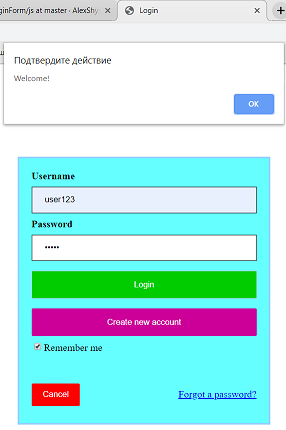 ginForm/js at master · AlexShy
Login
Подтвердите действие
Welcome!
OK
Username
user123
Password
•••••
Login
Create new account
Remember me
Cancel
Forgot a password?